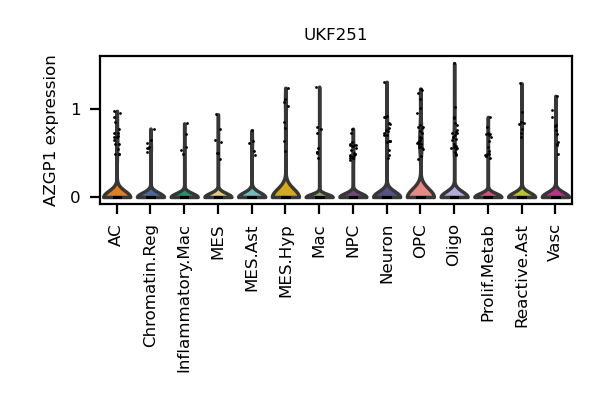 UKF251
AZGP1 expression
1
0
AC
Chromatin.Reg
Inflammatory.Mac
MES
MES.Ast
MES.Hyp
Mac
NPC
Neuron
OPC
Oligo
Prolif.Metab
Reactive.Ast
Vasc